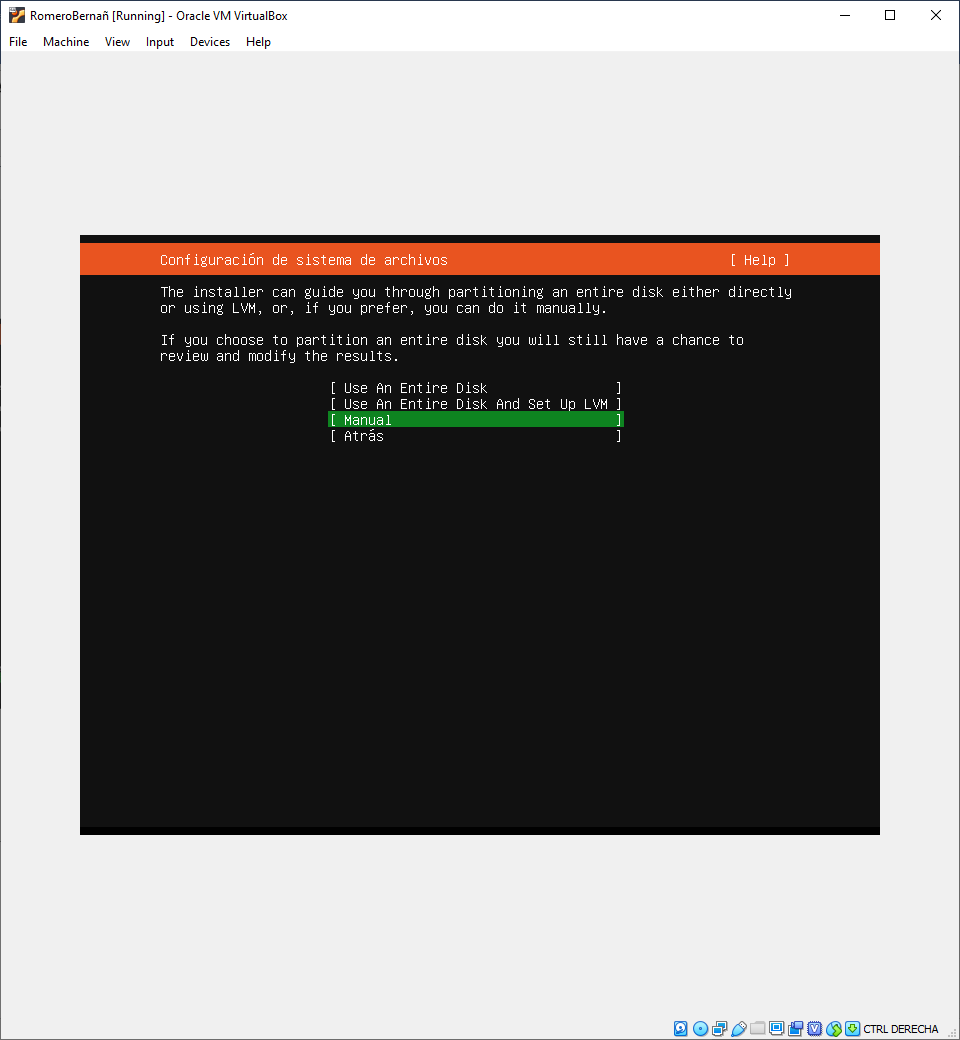 RomeroBernañ [Running] - Oracle VM VirtualBox
File Machine View Input Devices Help
Configuración de sistema de archivos [ Help ]
The installer can guide you through partitioning an entire disk either directly
or using LVM, or, if you prefer, you can do it manually.
If you choose to partition an entire disk you will still have a chance to
review and modify the results.
[ Use An Entire Disk ]
[ Use An Entire Disk And Set Up LVM ]
[ Manual ]
[ Atrás ]
CTRL DERECHA